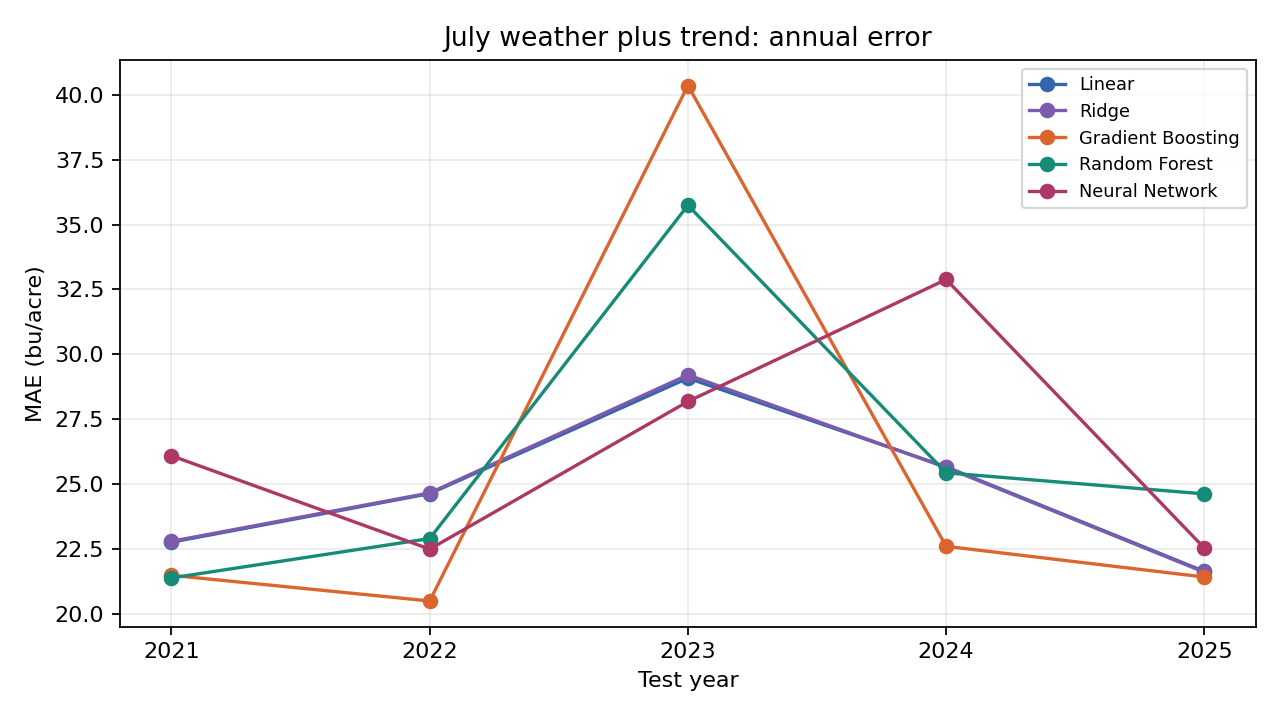 July weather plus trend: annual error
Linear
Ridge
Gradient Boosting
Random Forest
Neural Network
MAE (bu/acre)
40.0
37.5
35.0
32.5
30.0
27.5
25.0
22.5
20.0
2021 2022 2023 2024 2025
Test year